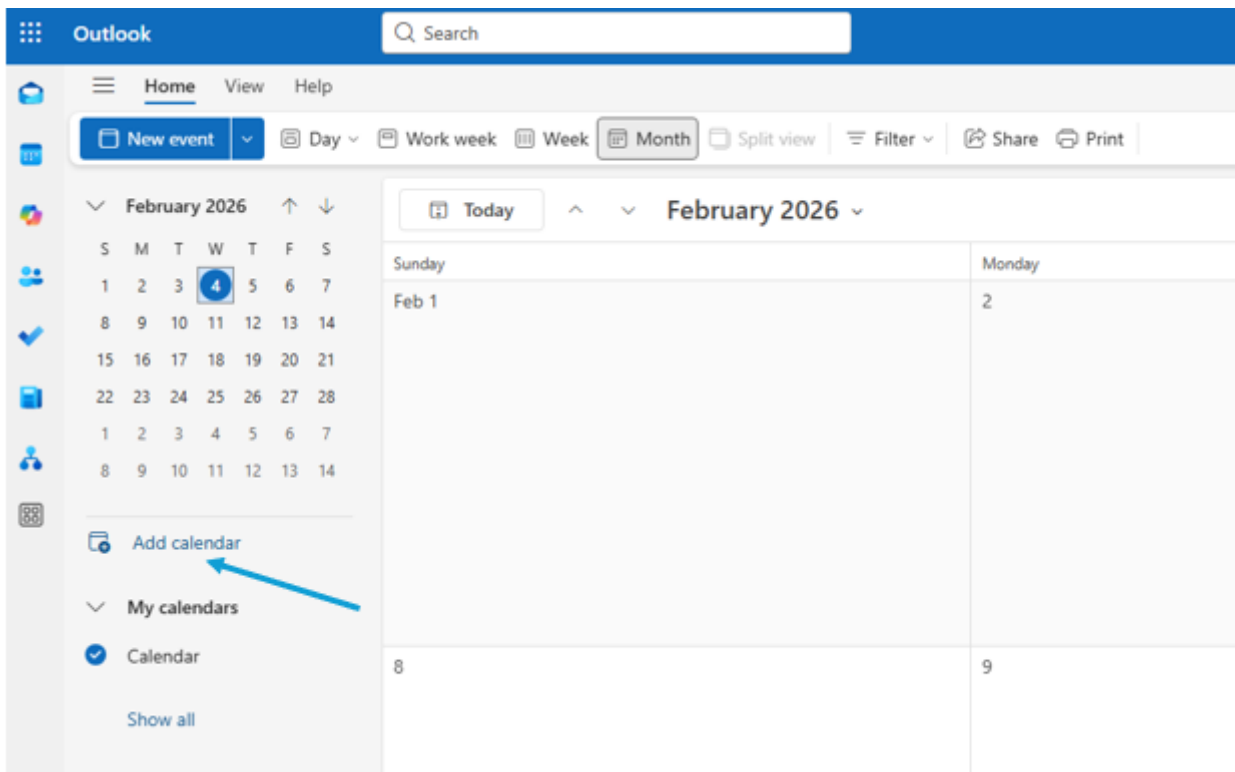 Outlook
Search
Home View Help
New event Day Work week Week Month Split view Filter Share Print
February 2026
S M T W T F S
1 2 3 4 5 6 7
8 9 10 11 12 13 14
15 16 17 18 19 20 21
22 23 24 25 26 27 28
1 2 3 4 5 6 7
8 9 10 11 12 13 14
Add calendar
My calendars
Calendar
Show all
Today February 2026
Sunday Monday
Feb 1 2
8 9